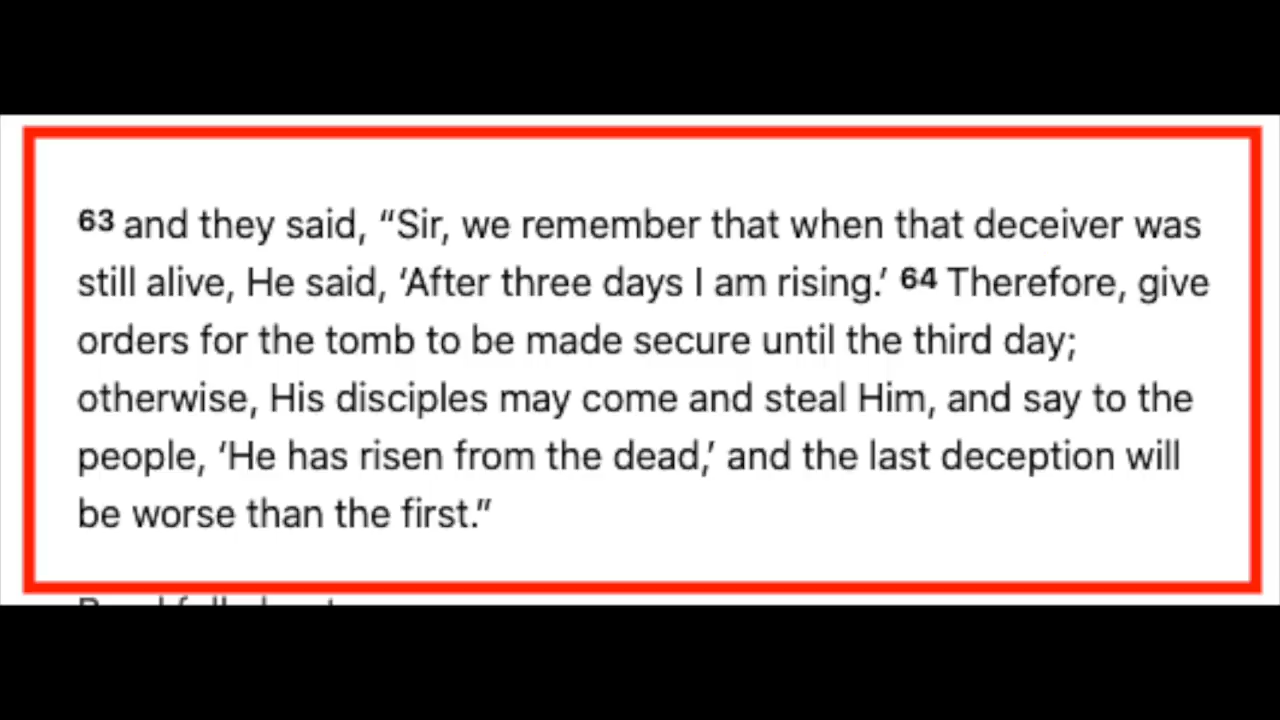 63 and they said, “Sir, we remember that when that deceiver was
still alive, He said, ‘After three days I am rising.’ 64 Therefore, give
orders for the tomb to be made secure until the third day;
otherwise, His disciples may come and steal Him, and say to the
people, ‘He has risen from the dead,’ and the last deception will
be worse than the first.”